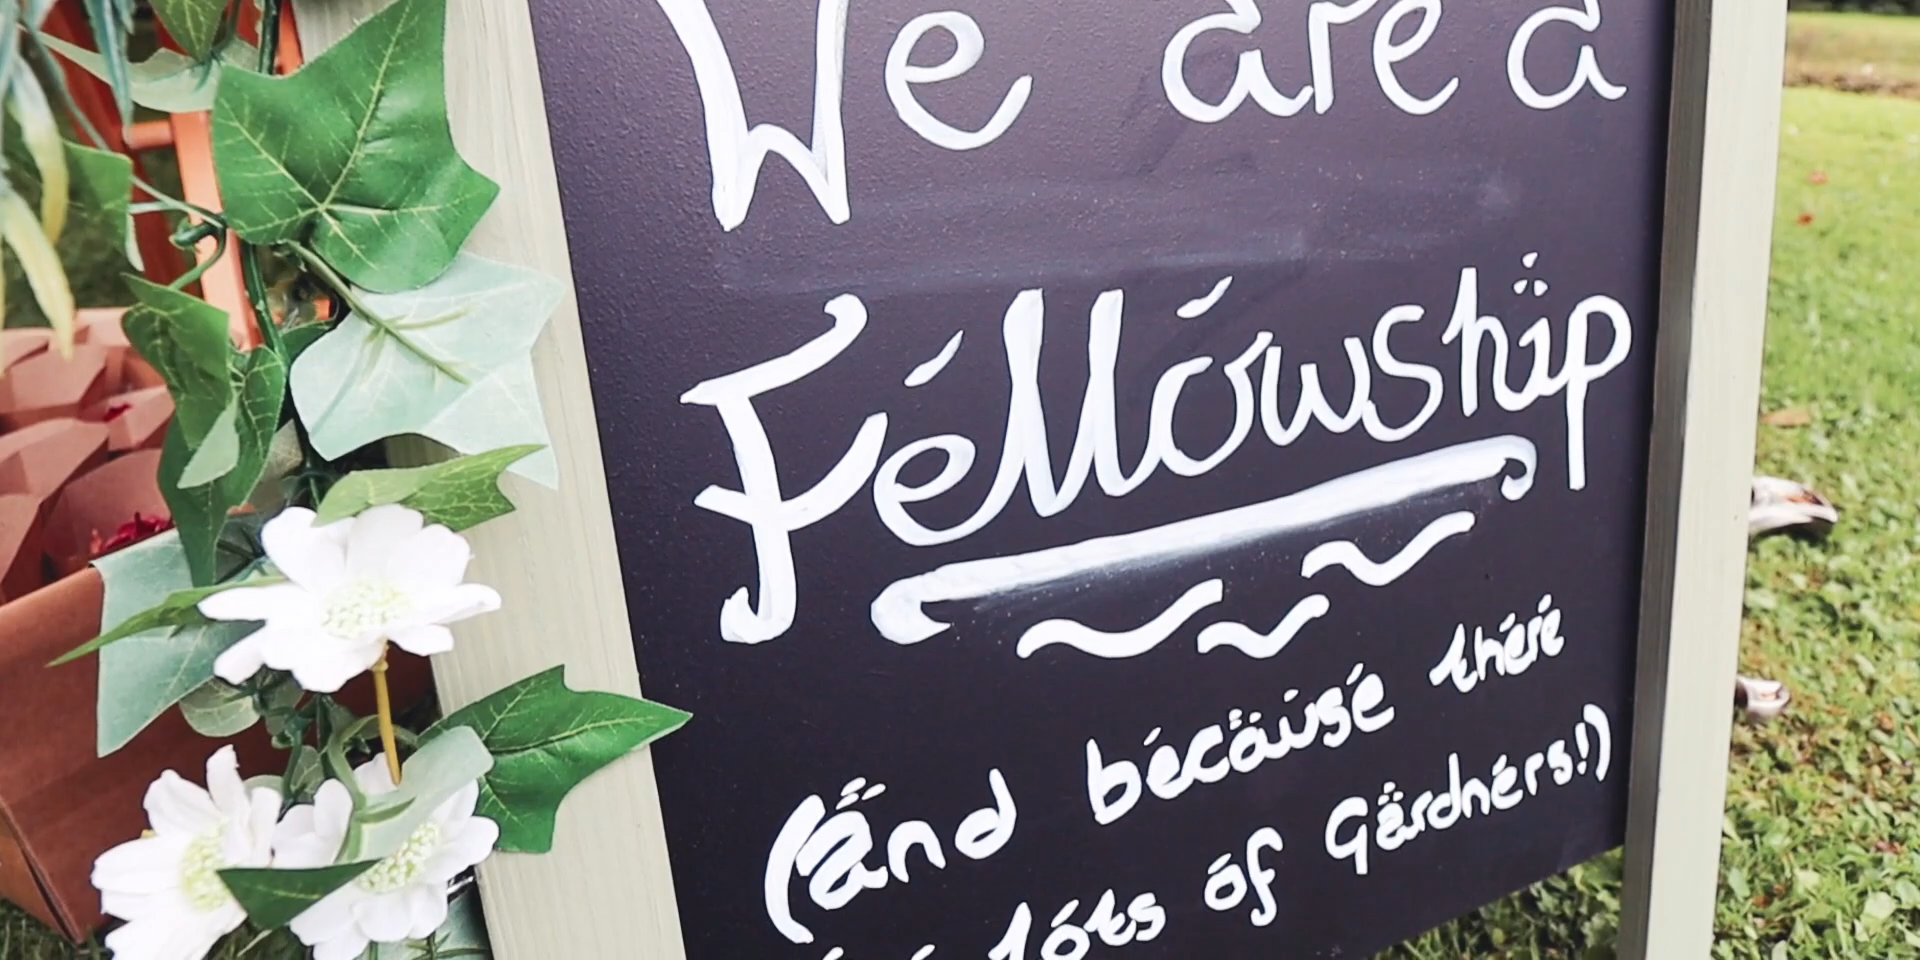 We are a
Fellowship
(and because there
lots of Gardners!)